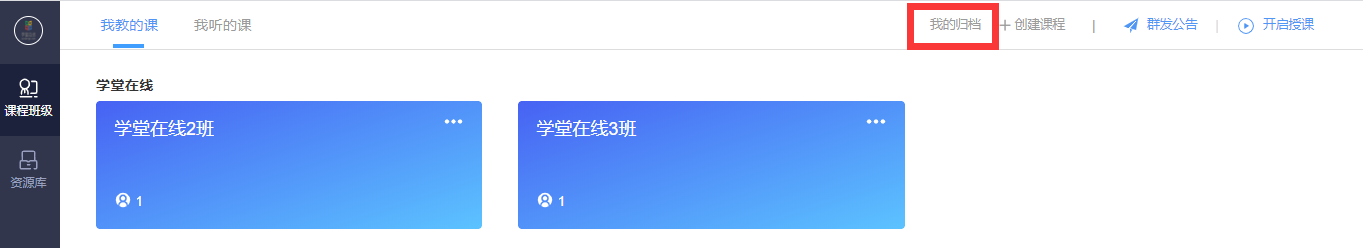 我教的课 我听的课 我的归档 十创建课程 | 群发公告 | 开启授课
课程班级
资源库
学堂在线
学堂在线2班
1
学堂在线3班
1